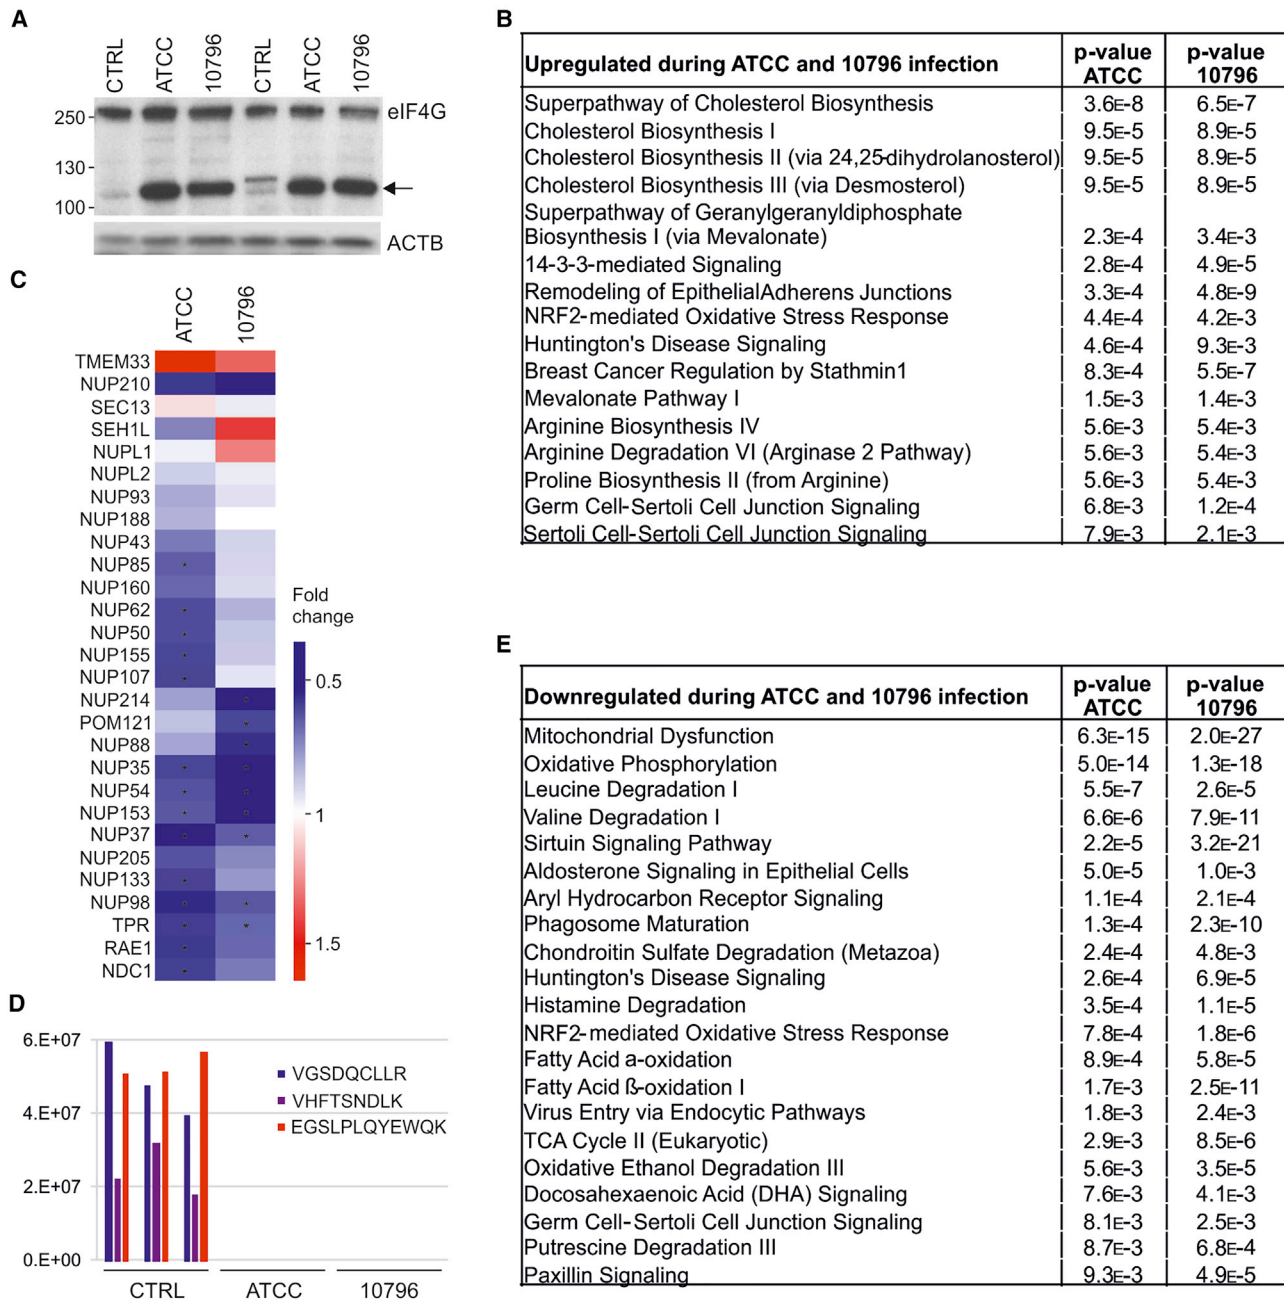 A
CTRL
ATCC
10796
CTRL
ATCC
10796
250
130
100
eIF4G
ACTB
B
Upregulated during ATCC and 10796 infection p-value ATCC p-value 10796
Superpathway of Cholesterol Biosynthesis 3.6E-8 6.5E-7
Cholesterol Biosynthesis I 9.5E-5 8.9E-5
Cholesterol Biosynthesis II (via 24,25-dihydrolanosterol) 9.5E-5 8.9E-5
Cholesterol Biosynthesis III (via Desmosterol) 9.5E-5 8.9E-5
Superpathway of Geranylgeranyldiphosphate
Biosynthesis I (via Mevalonate) 2.3E-4 3.4E-3
14-3-3-mediated Signaling 2.8E-4 4.9E-5
Remodeling of EpithelialAdherens Junctions 3.3E-4 4.8E-9
NRF2-mediated Oxidative Stress Response 4.4E-4 4.2E-3
Huntington's Disease Signaling 4.6E-4 9.3E-3
Breast Cancer Regulation by Stathmin1 8.3E-4 5.5E-7
Mevalonate Pathway I 1.5E-3 1.4E-3
Arginine Biosynthesis IV 5.6E-3 5.4E-3
Arginine Degradation VI (Arginase 2 Pathway) 5.6E-3 5.4E-3
Proline Biosynthesis II (from Arginine) 5.6E-3 5.4E-3
Germ Cell-Sertoli Cell Junction Signaling 6.8E-3 1.2E-4
Sertoli Cell-Sertoli Cell Junction Signaling 7.9E-3 2.1E-3
C
ATCC
10796
TMEM33
NUP210
SEC13
SEH1L
NUPL1
NUPL2
NUP93
NUP188
NUP43
NUP85
NUP160
NUP62
NUP50
NUP155
NUP107
NUP214
POM121
NUP88
NUP35
NUP54
NUP153
NUP37
NUP205
NUP133
NUP98
TPR
RAE1
NDC1
Fold
change
0.5
1
1.5
D
6.E+07
4.E+07
2.E+07
0.E+00
VGSDQCLLR
VHFTSNDLK
EGSLPLQYEWQK
CTRL ATCC 10796
E
Downregulated during ATCC and 10796 infection p-value ATCC p-value 10796
Mitochondrial Dysfunction 6.3E-15 2.0E-27
Oxidative Phosphorylation 5.0E-14 1.3E-18
Leucine Degradation I 5.5E-7 2.6E-5
Valine Degradation I 6.6E-6 7.9E-11
Sirtuin Signaling Pathway 2.2E-5 3.2E-21
Aldosterone Signaling in Epithelial Cells 5.0E-5 1.0E-3
Aryl Hydrocarbon Receptor Signaling 1.1E-4 2.1E-4
Phagosome Maturation 1.3E-4 2.3E-10
Chondroitin Sulfate Degradation (Metazoa) 2.4E-4 4.8E-3
Huntington's Disease Signaling 2.6E-4 6.9E-5
Histamine Degradation 3.5E-4 1.1E-5
NRF2-mediated Oxidative Stress Response 7.8E-4 1.8E-6
Fatty Acid a-oxidation 8.9E-4 5.8E-5
Fatty Acid ß-oxidation I 1.7E-3 2.5E-11
Virus Entry via Endocytic Pathways 1.8E-3 2.4E-3
TCA Cycle II (Eukaryotic) 2.9E-3 8.5E-6
Oxidative Ethanol Degradation III 5.6E-3 3.5E-5
Docosahexaenoic Acid (DHA) Signaling 7.6E-3 4.1E-3
Germ Cell-Sertoli Cell Junction Signaling 8.1E-3 2.5E-3
Putrescine Degradation III 8.7E-3 6.8E-4
Paxillin Signaling 9.3E-3 4.9E-5